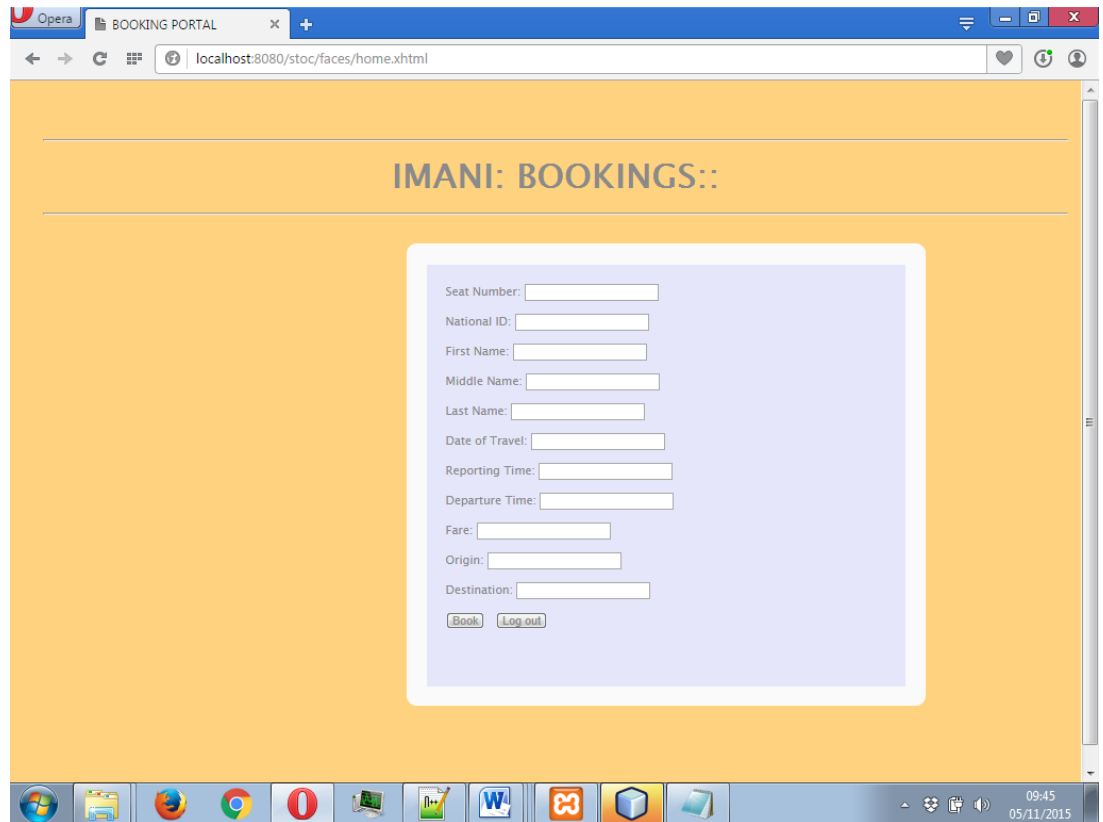 Opera
BOOKING PORTAL
localhost:8080/stoc/faces/home.xhtml
IMANI: BOOKINGS::
Seat Number:
National ID:
First Name:
Middle Name:
Last Name:
Date of Travel:
Reporting Time:
Departure Time:
Fare:
Origin:
Destination:
Book Log out
09:45
05/11/2015